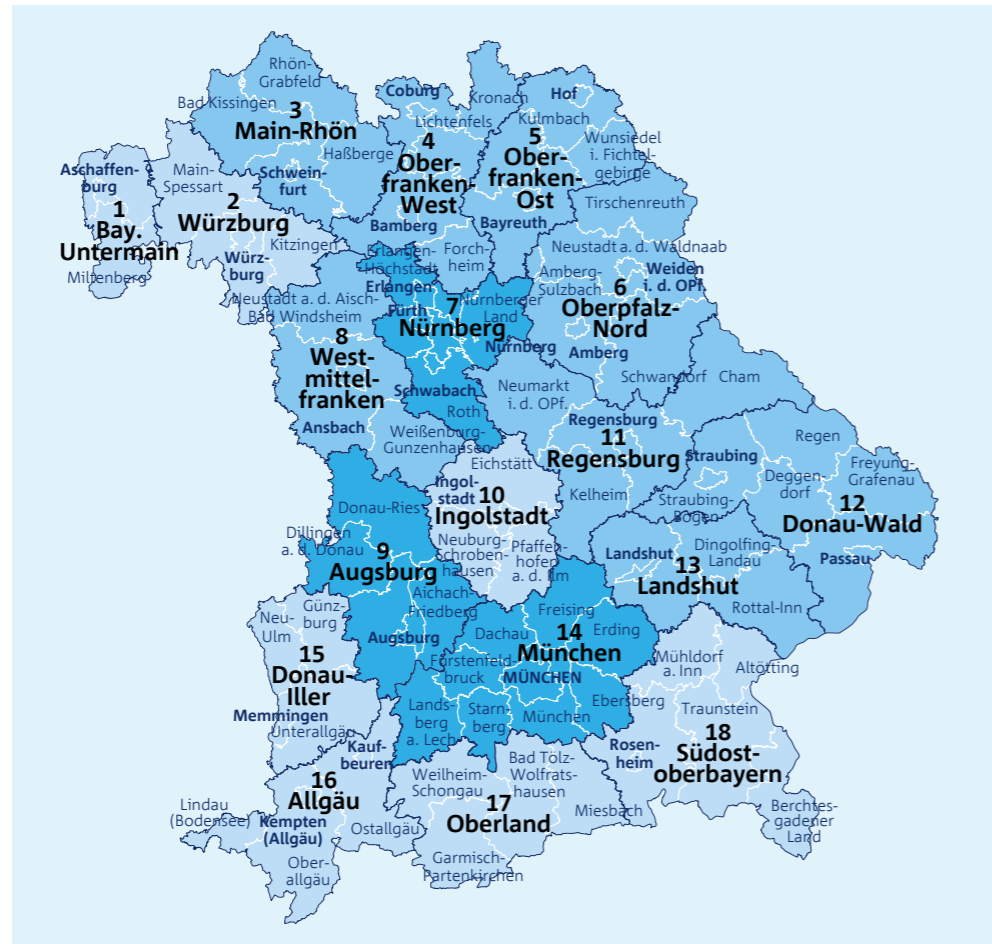 Rhön-
Grabfeld
Bad Kissingen
3
Main-Rhön
Haßberge
Schwein-
furt
Coburg
Kronach
Lichtenfels
4
Ober-
franken-
West
Bamberg
Forch-
heim
Hof
Kulmbach
5
Ober-
franken-
Ost
Wunsiedel
i. Fichtel-
gebirge
Bayreuth
Aschaffen-
burg
1
Bay.
Untermain
Miltenberg
Main-
Spessart
2
Würzburg
Kitzingen
Würz-
burg
Tirschenreuth
Neustadt a. d. Waldnaab
Amberg-
Sulzbach
Weiden
i. d. OPf.
6
Oberpfalz-
Nord
Amberg
Schwandorf
Erlangen-
Höchstadt
Erlangen
Fürth
7
Nürnberg
Nürnberger
Land
Nürnberg
Schwabach
Roth
Neustadt a. d. Aisch-
Bad Windsheim
8
West-
mittel-
franken
Ansbach
Weißenburg-
Gunzenhausen
Neumarkt
i. d. OPf.
Cham
Regensburg
11
Regensburg
Kelheim
Eichstätt
Ingol-
stadt
10
Ingolstadt
Neuburg-
Schroben-
hausen
Pfaffen-
hofen
a. d. Ilm
Donau-Ries
Dillingen
a. d. Donau
9
Augsburg
Aichach-
Friedberg
Augsburg
Straubing
Regen
Freyung-
Grafenau
Deggen-
dorf
Straubing-
Bogen
12
Donau-Wald
Passau
Landshut
Dingolfing-
Landau
13
Landshut
Rottal-Inn
Freising
Erding
Dachau
14
München
Fürstenfeld-
bruck
MÜNCHEN
Ebersberg
Lands-
berg
a. Lech
Starn-
berg
München
Günz-
burg
Neu-
Ulm
15
Donau-
Iller
Memmingen
Unterallgäu
Kauf-
beuren
16
Allgäu
Lindau
(Bodensee)
Kempten
(Allgäu)
Ostallgäu
Ober-
allgäu
Weilheim-
Schongau
Bad Tölz-
Wolfrats-
hausen
17
Oberland
Miesbach
Garmisch-
Partenkirchen
Mühldorf
a. Inn
Altötting
Traunstein
18
Südost-
oberbayern
Rosen-
heim
Berchtes-
gadener
Land